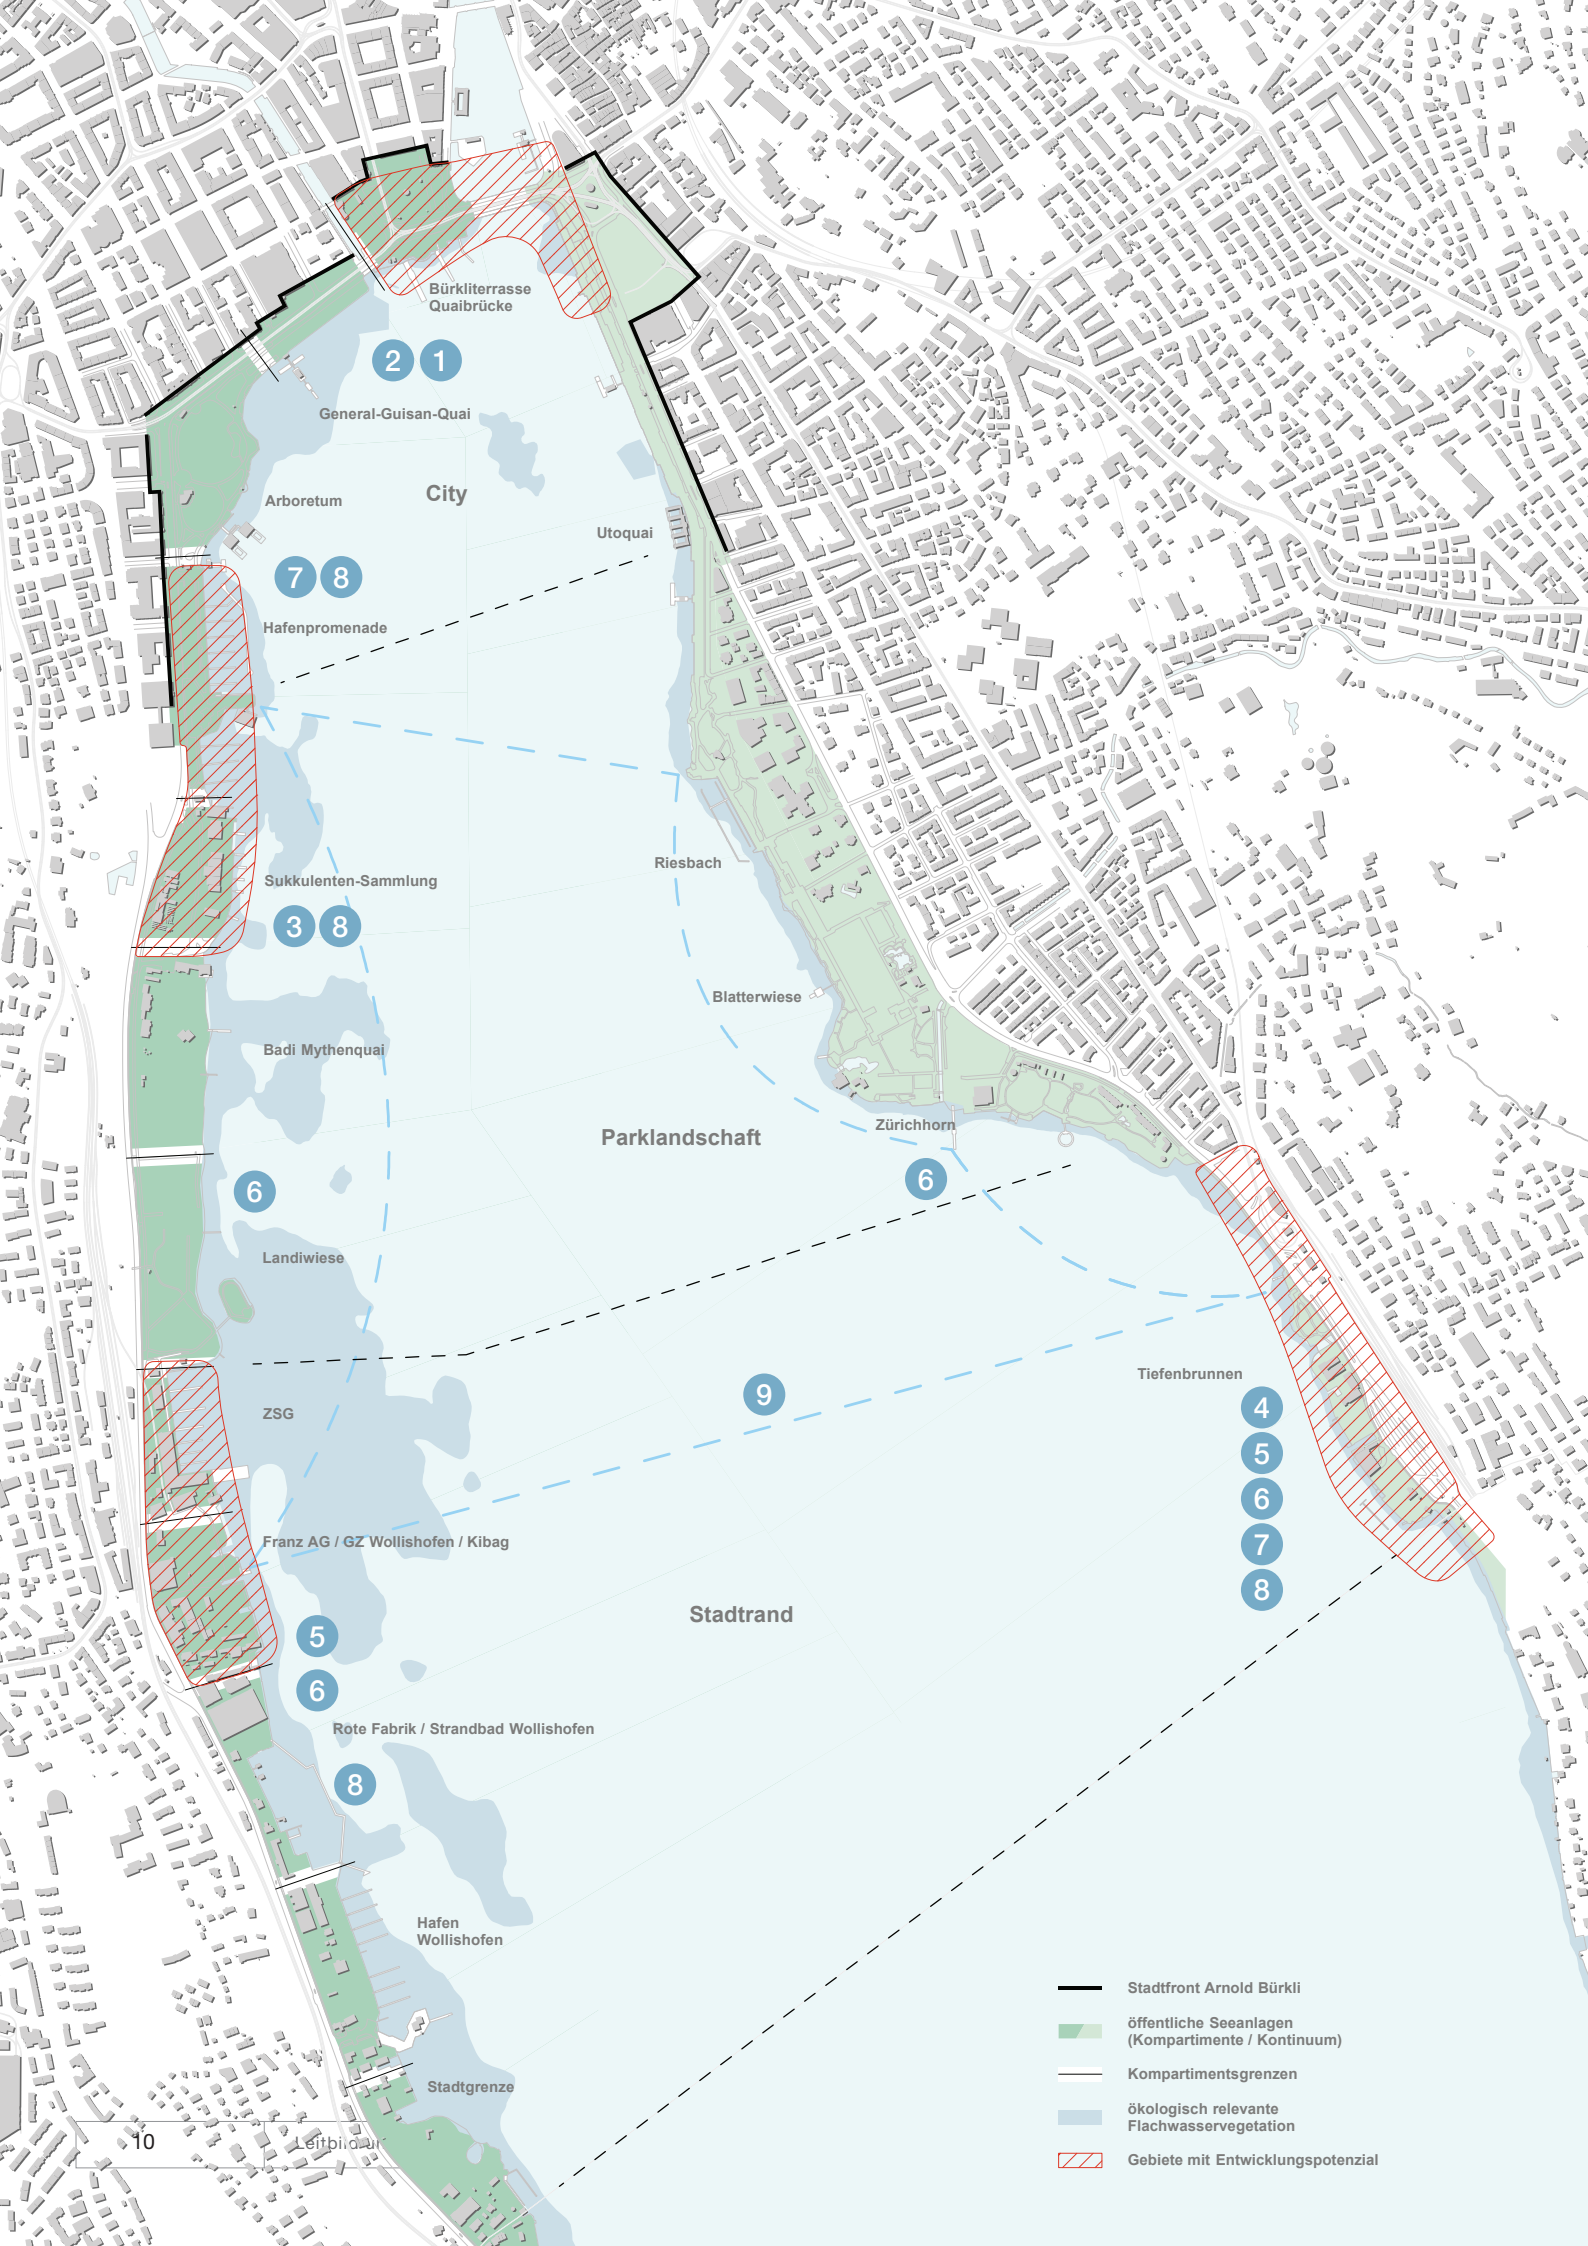 Bürkliterrasse
Quaibrücke
2 1
General-Guisan-Quai
City
Arboretum
Utoquai
7 8
Hafenpromenade
Riesbach
Sukkulenten-Sammlung
3 8
Blatterwiese
Badi Mythenquai
Zürichhorn
Parklandschaft
6
6
Landiwiese
Tiefenbrunnen
9
4
ZSG
5
6
Franz AG / GZ Wollishofen / Kibag
7
8
Stadtrand
5
6
Rote Fabrik / Strandbad Wollishofen
8
Hafen
Wollishofen
Stadtgrenze
Stadtfront Arnold Bürkli
öffentliche Seeanlagen
(Kompartimente / Kontinuum)
Kompartimentsgrenzen
ökologisch relevante
Flachwasservegetation
Gebiete mit Entwicklungspotenzial
10